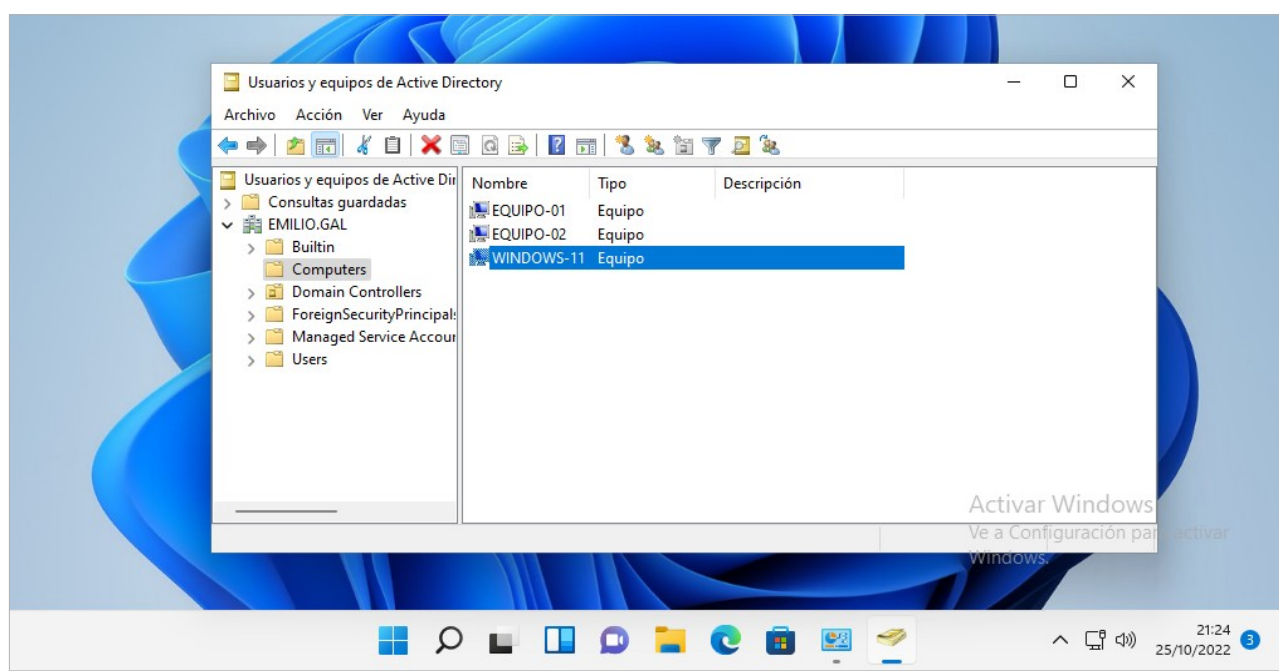 Usuarios y equipos de Active Directory
Archivo Acción Ver Ayuda
Usuarios y equipos de Active Dir
Nombre Tipo Descripción
Consultas guardadas
EMILIO.GAL
Builtin
Computers
Domain Controllers
ForeignSecurityPrincipals
Managed Service Accour
Users
EQUIPO-01 Equipo
EQUIPO-02 Equipo
WINDOWS-11 Equipo
Activar Windows
Ve a Configuración para activar
Windows.
21:24
25/10/2022
3